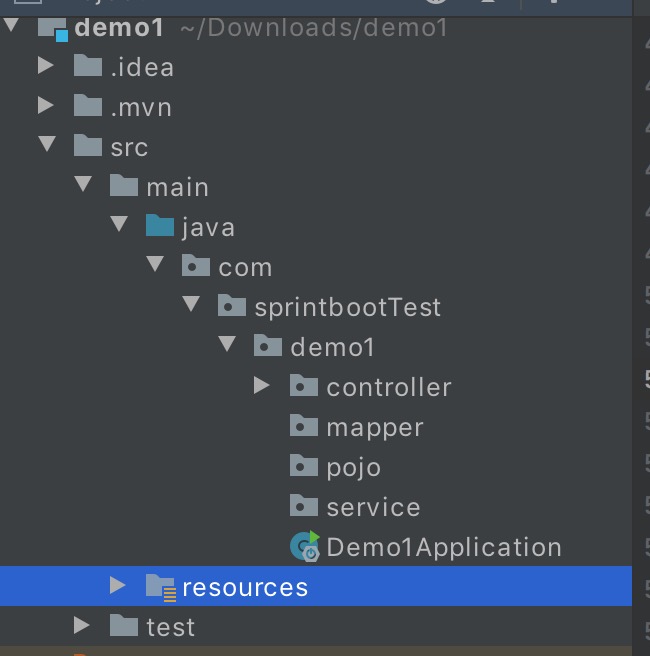 demo1 ~/Downloads/demo1
.idea
.mvn
src
main
java
com
sprintbootTest
demo1
controller
mapper
pojo
service
Demo1Application
resources
test